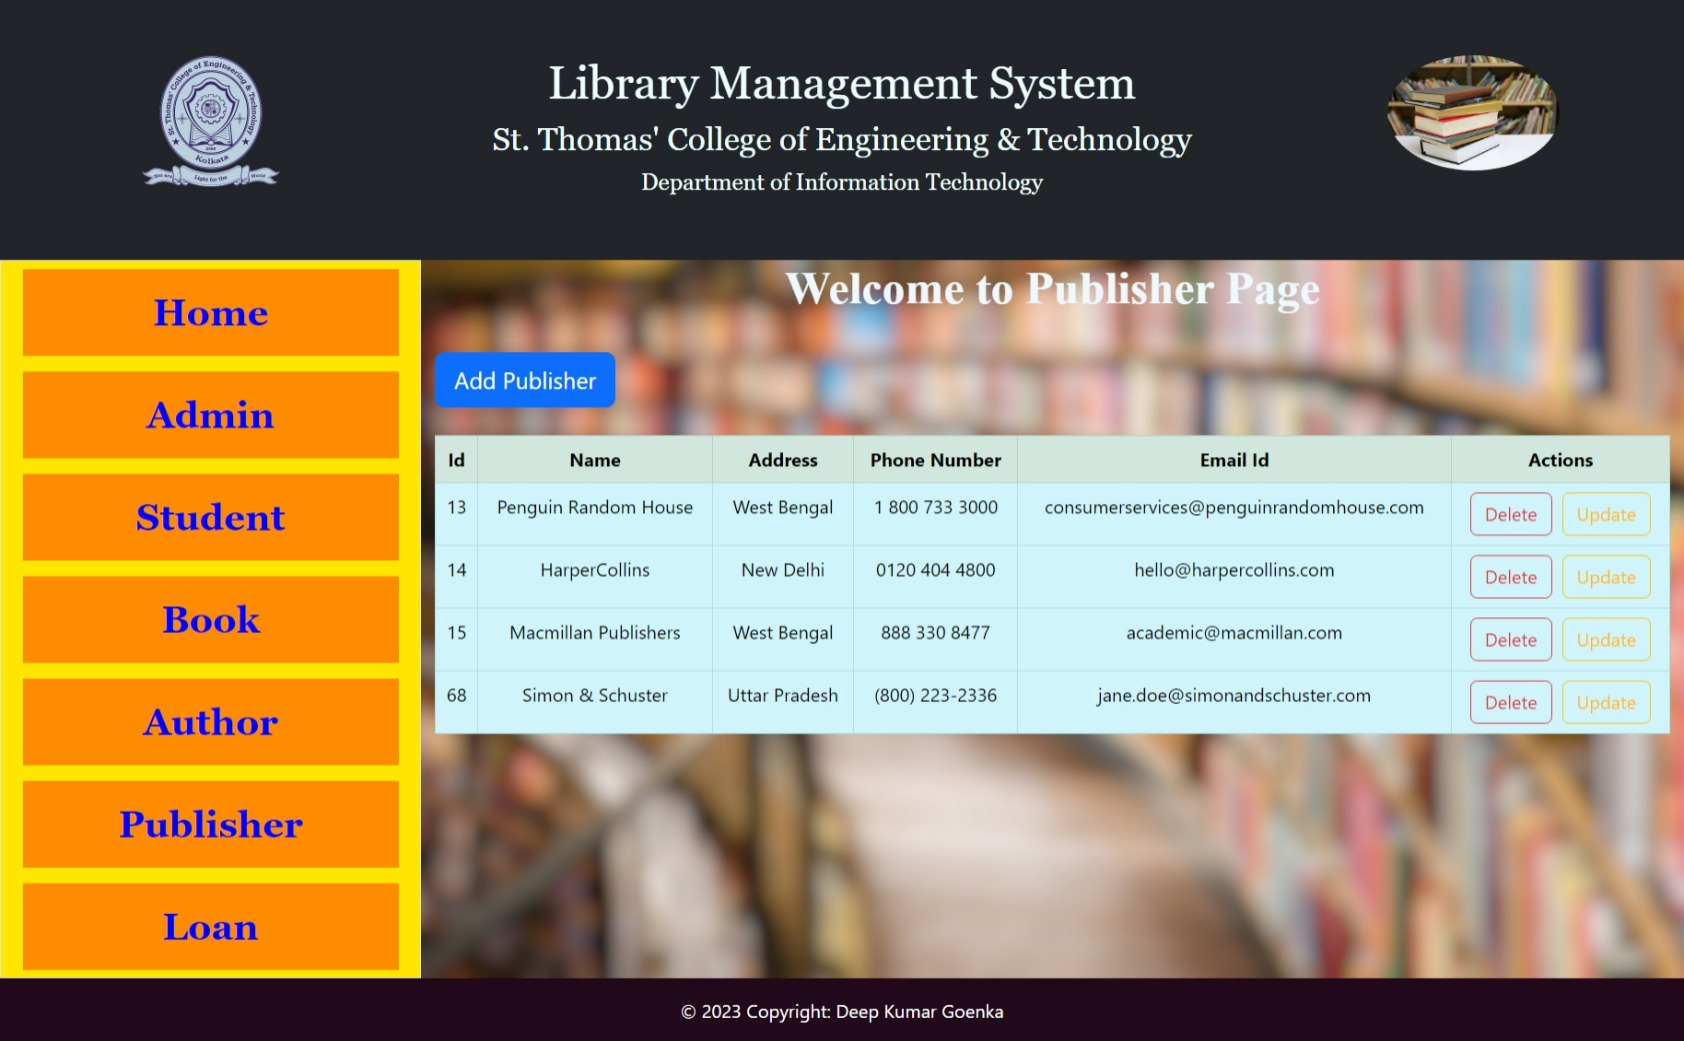 St. Thomas' College of Engineering & Technology
Kolkata
Library Management System
St. Thomas' College of Engineering & Technology
Department of Information Technology
Home
Admin
Student
Book
Author
Publisher
Loan
Welcome to Publisher Page
Add Publisher
Id Name Address Phone Number Email Id Actions
13 Penguin Random House West Bengal 1 800 733 3000 consumerservices@penguinrandomhouse.com Delete Update
14 HarperCollins New Delhi 0120 404 4800 hello@harpercollins.com Delete Update
15 Macmillan Publishers West Bengal 888 330 8477 academic@macmillan.com Delete Update
68 Simon & Schuster Uttar Pradesh (800) 223-2336 jane.doe@simonandschuster.com Delete Update
© 2023 Copyright: Deep Kumar Goenka